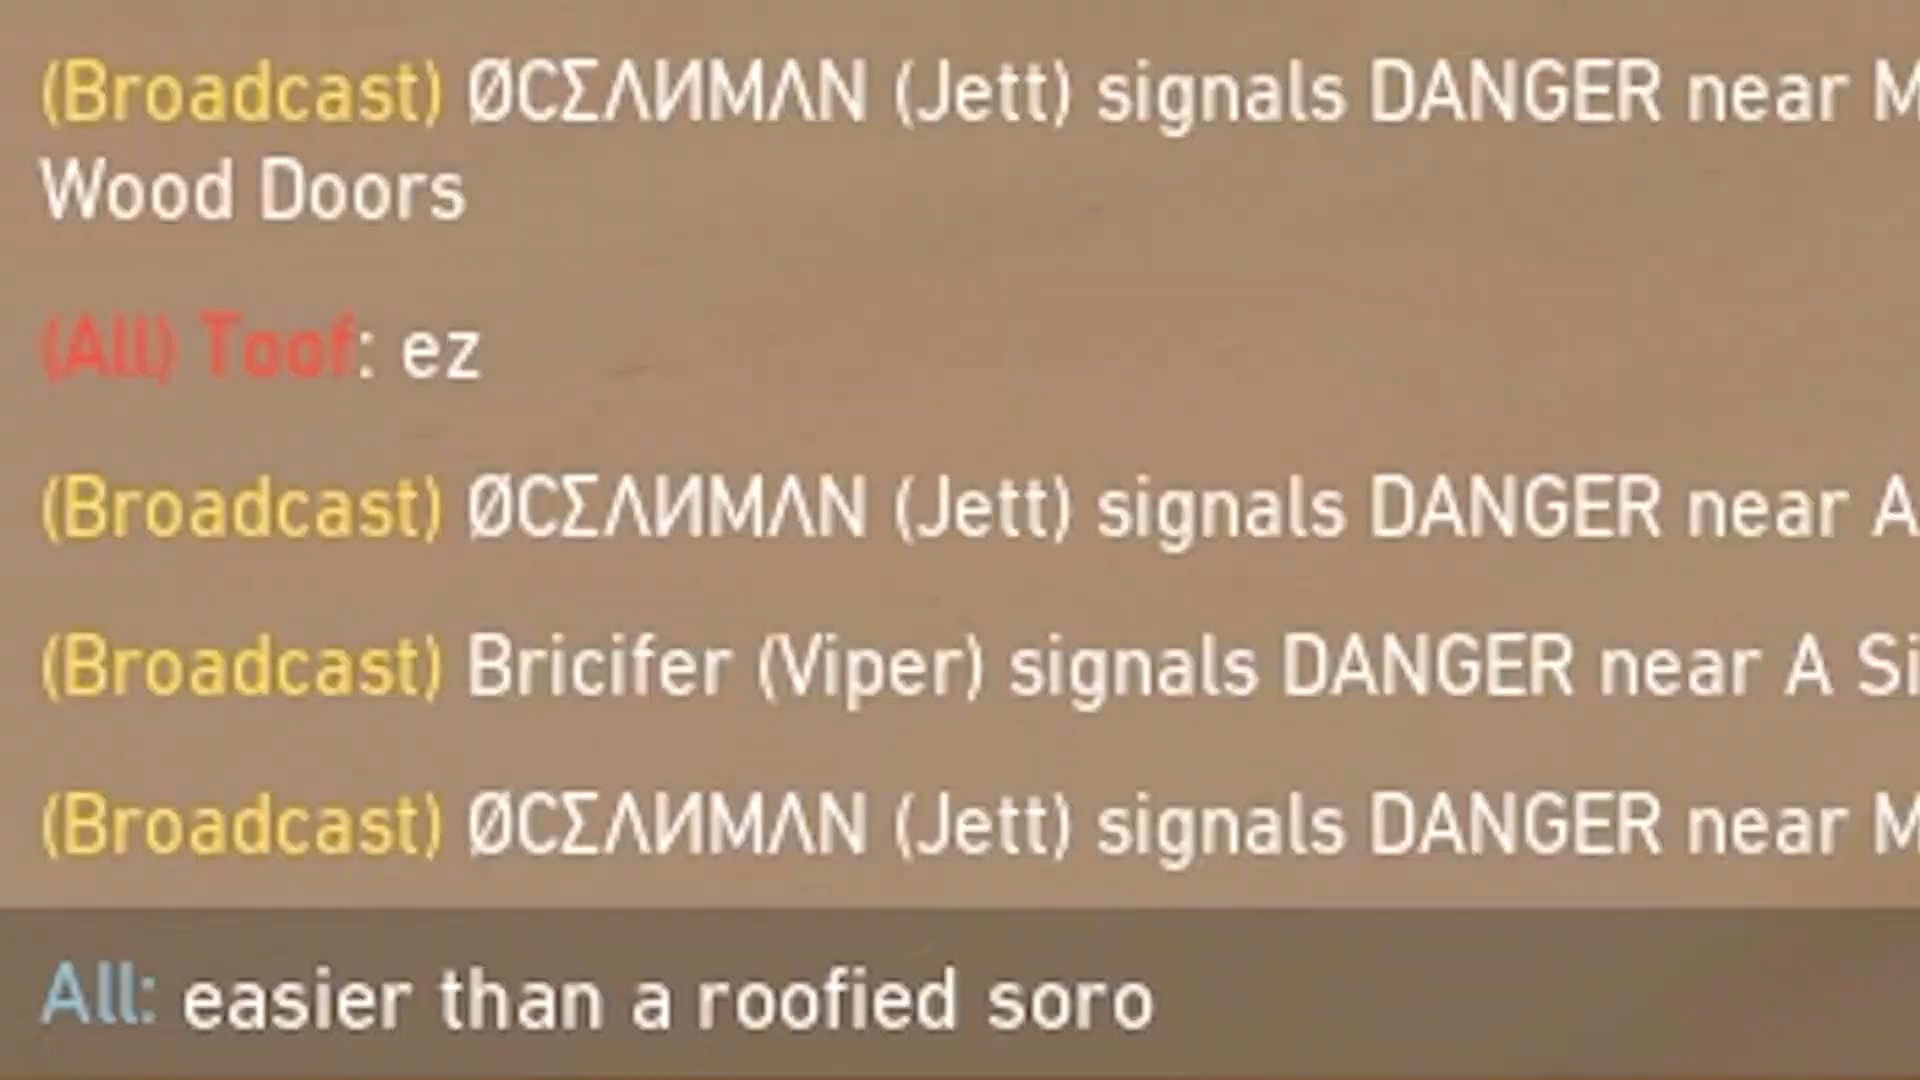 (Broadcast) ØCΣΛИMΛN (Jett) signals DANGER near M
Wood Doors
(All) Toof: ez
(Broadcast) ØCΣΛИMΛN (Jett) signals DANGER near A
(Broadcast) Bricifer (Viper) signals DANGER near A Si
(Broadcast) ØCΣΛИMΛN (Jett) signals DANGER near M
All: easier than a roofied soro